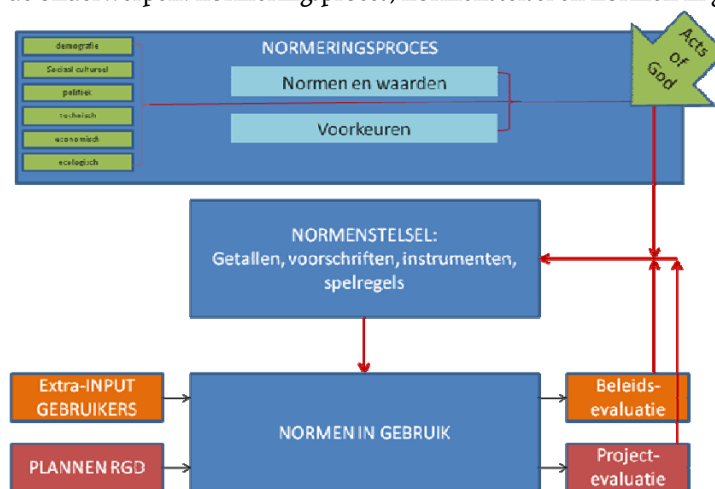 NORMERINGSPROCES
demografie
Sociaal cultureel
politiek
technisch
economisch
ecologisch
Normen en waarden
Voorkeuren
Acts
of
God
NORMENSTELSEL:
Getallen, voorschriften, instrumenten,
spelregels
Extra-INPUT
GEBRUIKERS
PLANNEN RGD
NORMEN IN GEBRUIK
Beleids-
evaluatie
Project-
evaluatie